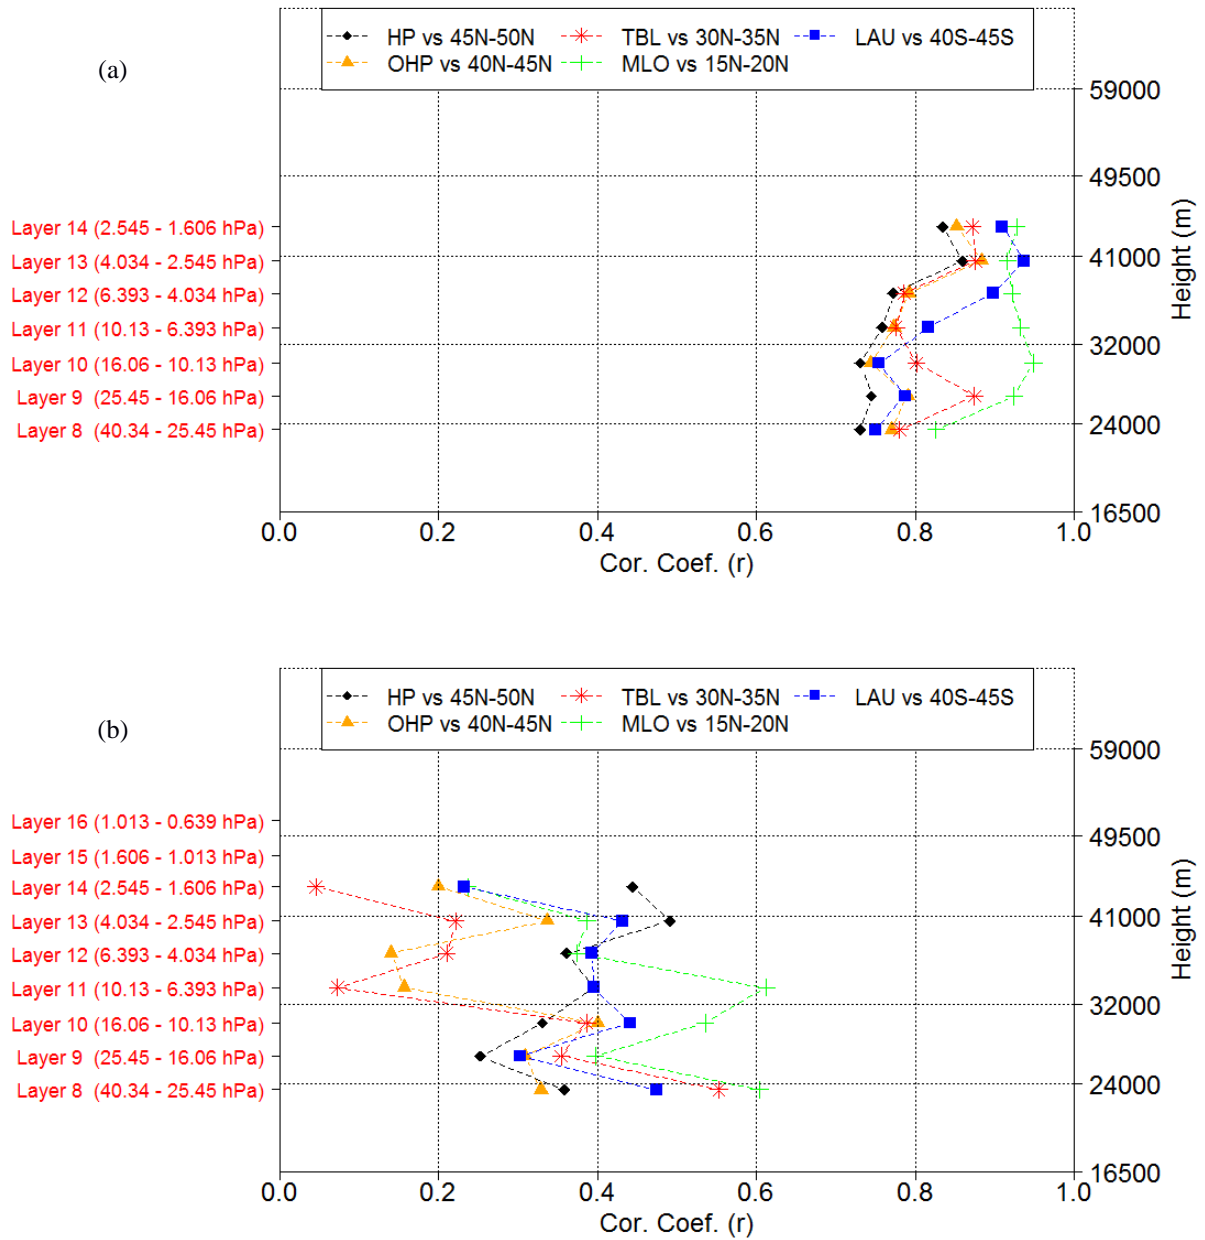 (a)
HP vs 45N-50N TBL vs 30N-35N LAU vs 40S-45S
OHP vs 40N-45N MLO vs 15N-20N
59000
49500
Layer 14 (2.545 - 1.606 hPa)
Layer 13 (4.034 - 2.545 hPa) 41000
Layer 12 (6.393 - 4.034 hPa)
Layer 11 (10.13 - 6.393 hPa)
32000
Layer 10 (16.06 - 10.13 hPa)
Layer 9 (25.45 - 16.06 hPa)
Layer 8 (40.34 - 25.45 hPa) 24000
16500
Height (m)
0.0 0.2 0.4 0.6 0.8 1.0
Cor. Coef. (r)
(b)
HP vs 45N-50N TBL vs 30N-35N LAU vs 40S-45S
OHP vs 40N-45N MLO vs 15N-20N
59000
Layer 16 (1.013 - 0.639 hPa)
49500
Layer 15 (1.606 - 1.013 hPa)
Layer 14 (2.545 - 1.606 hPa)
Layer 13 (4.034 - 2.545 hPa) 41000
Layer 12 (6.393 - 4.034 hPa)
Layer 11 (10.13 - 6.393 hPa)
32000
Layer 10 (16.06 - 10.13 hPa)
Layer 9 (25.45 - 16.06 hPa)
Layer 8 (40.34 - 25.45 hPa) 24000
16500
Height (m)
0.0 0.2 0.4 0.6 0.8 1.0
Cor. Coef. (r)